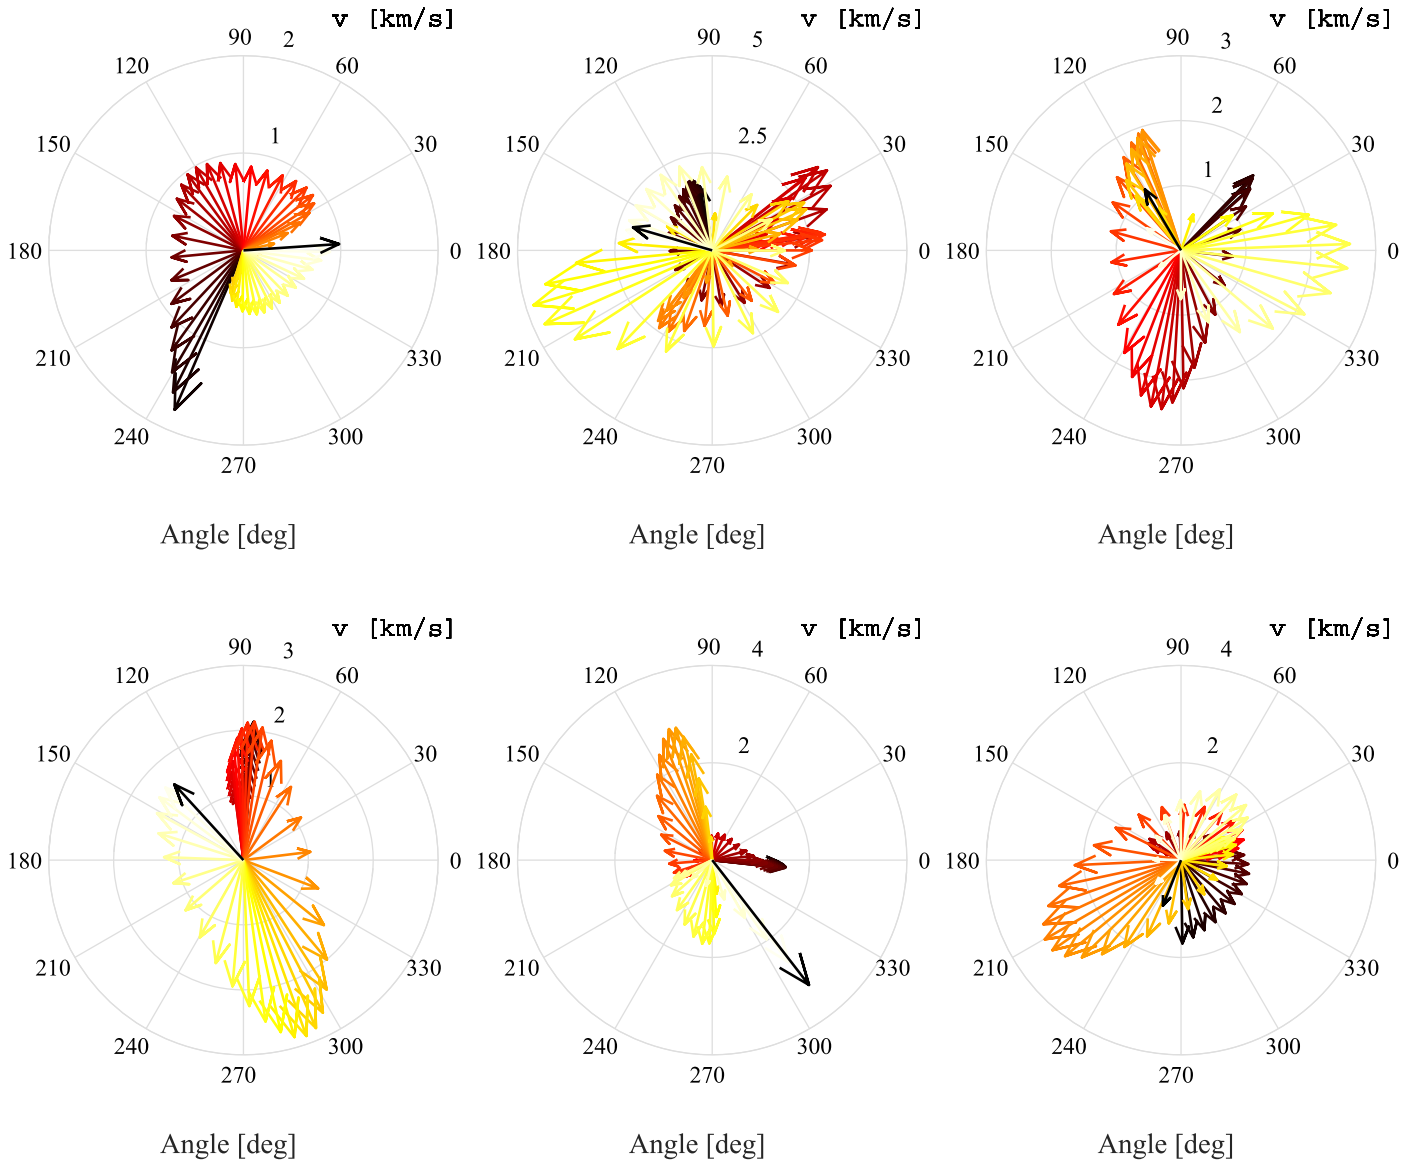 v [km/s] v [km/s] v [km/s]
90 2 90 5 90 3
120 60 120 60 120 60
1 2.5 2
150 30 150 30 150 30
1
180 0 180 0 180 0
210 330 210 330 210 330
240 300 240 300 240 300
270 270 270
Angle [deg] Angle [deg] Angle [deg]
v [km/s] v [km/s] v [km/s]
90 3 90 4 90 4
120 60 120 60 120 60
2 2 2
150 30 150 30 150 30
1
180 0 180 0 180 0
210 330 210 330 210 330
240 300 240 300 240 300
270 270 270
Angle [deg] Angle [deg] Angle [deg]